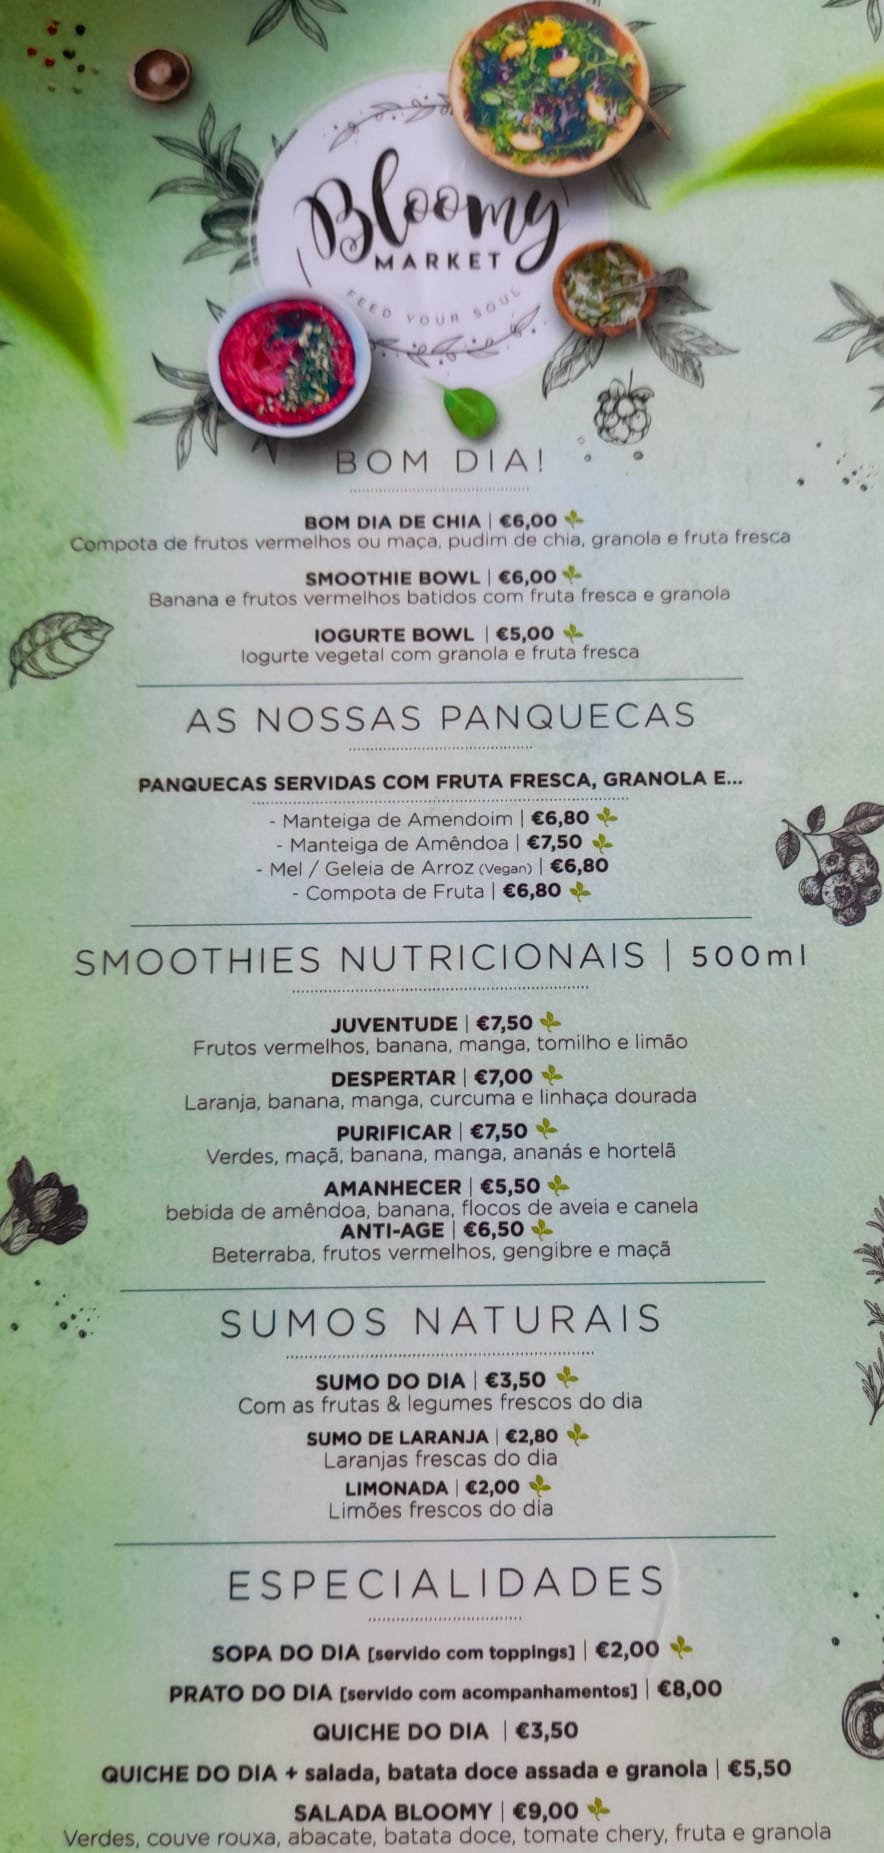 Bloomy
MARKET
FEED YOUR SOUL
BOM DIA!
BOM DIA DE CHIA | €6,00
Compota de frutos vermelhos ou maça, pudim de chia, granola e fruta fresca
SMOOTHIE BOWL | €6,00
Banana e frutos vermelhos batidos com fruta fresca e granola
IOGURTE BOWL | €5,00
Iogurte vegetal com granola e fruta fresca
AS NOSSAS PANQUECAS
PANQUECAS SERVIDAS COM FRUTA FRESCA, GRANOLA E...
- Manteiga de Amendoim | €6,80
- Manteiga de Amêndoa | €7,50
- Mel / Geleia de Arroz (Vegan) | €6,80
- Compota de Fruta | €6,80
SMOOTHIES NUTRICIONAIS | 500ml
JUVENTUDE | €7,50
Frutos vermelhos, banana, manga, tomilho e limão
DESPERTAR | €7,00
Laranja, banana, manga, curcuma e linhaça dourada
PURIFICAR | €7,50
Verdes, maçã, banana, manga, ananás e hortelã
AMANHECER | €5,50
bebida de amêndoa, banana, flocos de aveia e canela
ANTI-AGE | €6,50
Beterraba, frutos vermelhos, gengibre e maçã
SUMOS NATURAIS
SUMO DO DIA | €3,50
Com as frutas & legumes frescos do dia
SUMO DE LARANJA | €2,80
Laranjas frescas do dia
LIMONADA | €2,00
Limões frescos do dia
ESPECIALIDADES
SOPA DO DIA [servido com toppings] | €2,00
PRATO DO DIA [servido com acompanhamentos] | €8,00
QUICHE DO DIA | €3,50
QUICHE DO DIA + salada, batata doce assada e granola | €5,50
SALADA BLOOMY | €9,00
Verdes, couve rouxa, abacate, batata doce, tomate chery, fruta e granola